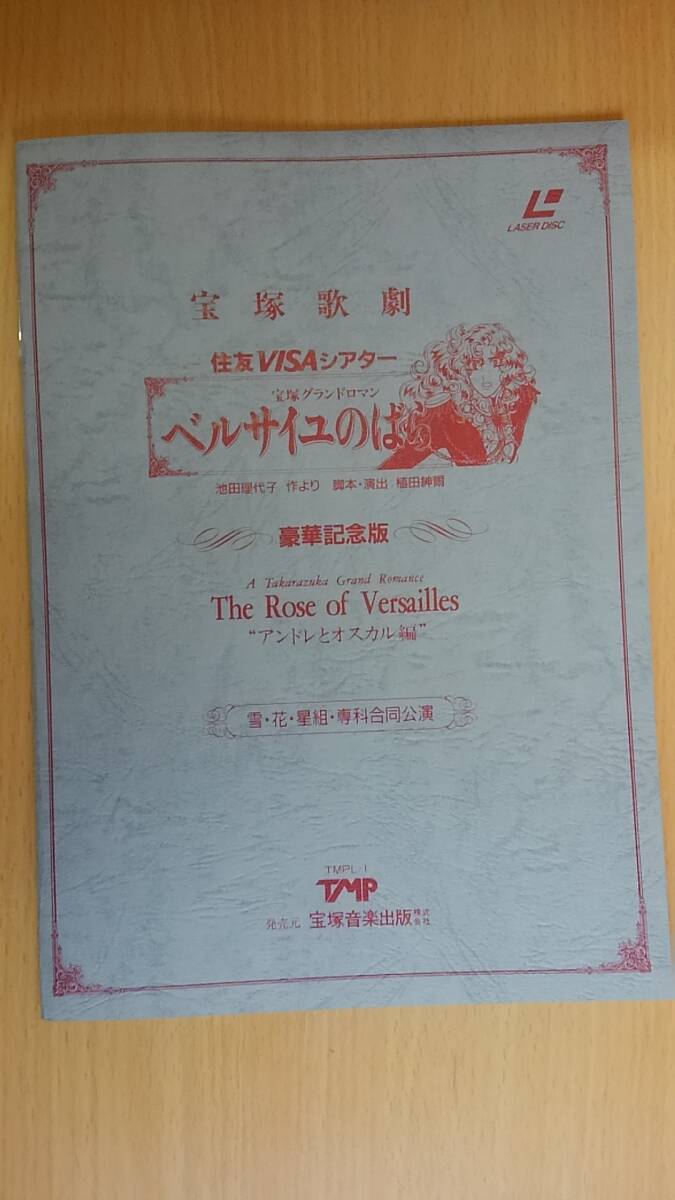 LASER DISC
宝塚歌劇
住友VISAシアター
宝塚グランドロマン
ベルサイユのばら
池田理代子 作より 脚本・演出 植田紳爾
豪華記念版
A Takarazuka Grand Romance
The Rose of Versailles
“アンドレとオスカル編”
雪・花・星組・専科合同公演
TMPL-1
TMP
発売元 宝塚音楽出版株式会社